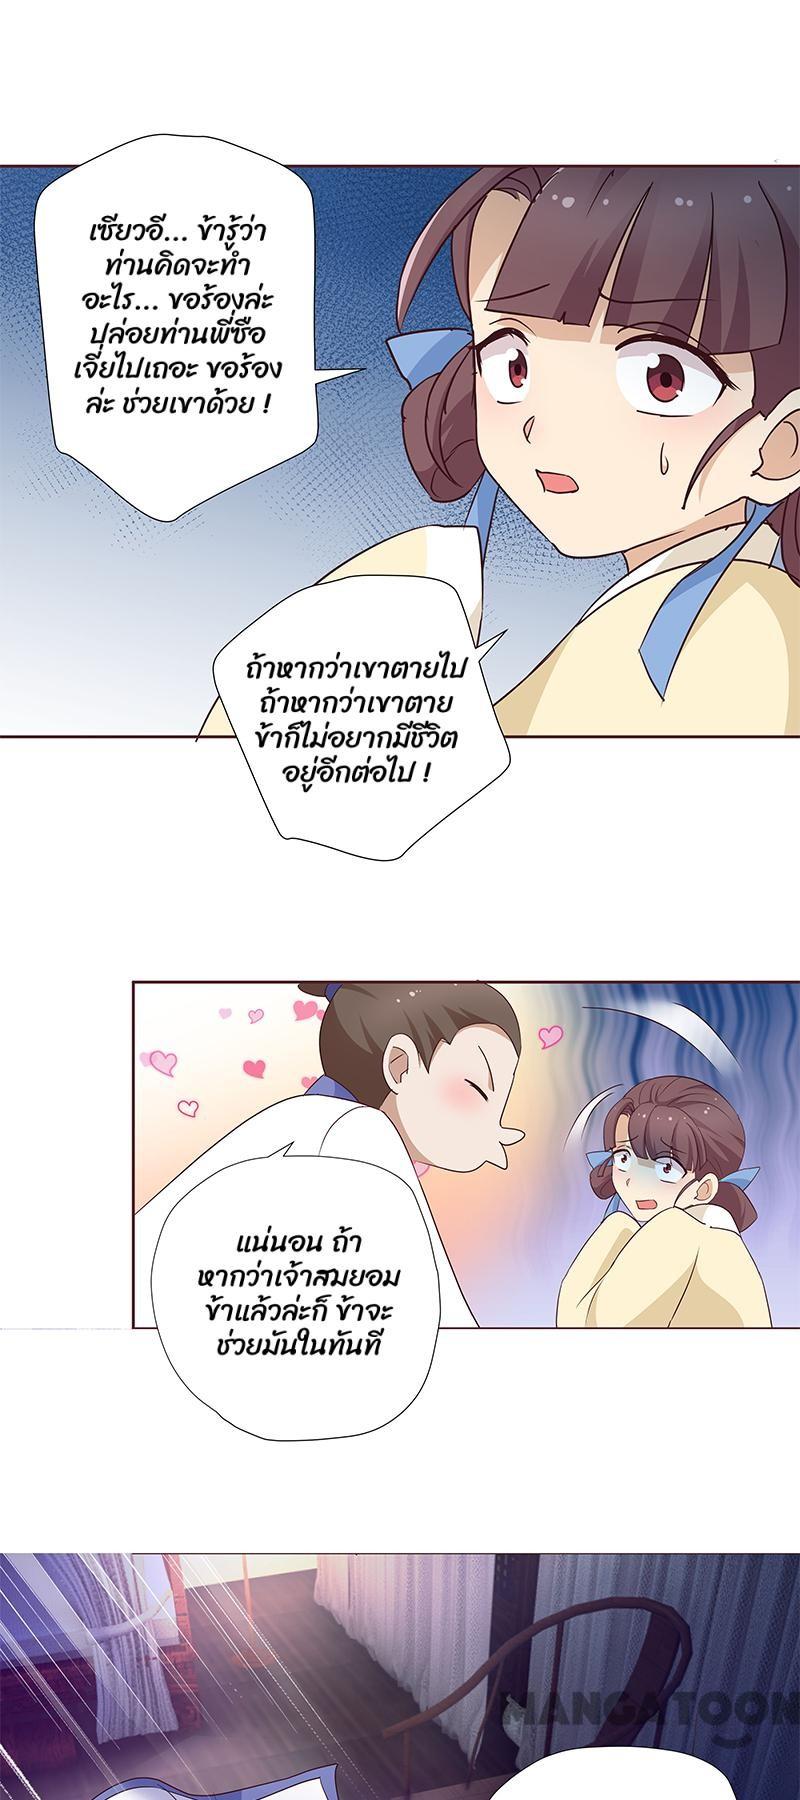 เซียวอี... ข้ารู้ว่า
ท่านคิดจะทำ
อะไร... ขอร้องล่ะ
ปล่อยท่านพี่ซือ
เจี่ยไปเถอะ ขอร้อง
ล่ะ ช่วยเขาด้วย !
ถ้าหากว่าเขาตายไป
ถ้าหากว่าเขาตาย
ข้าก็ไม่อยากมีชีวิต
อยู่อีกต่อไป !
แน่นอน ถ้า
หากว่าเจ้าสมยอม
ข้าแล้วล่ะก็ ข้าจะ
ช่วยมันในทันที
MANGATOON